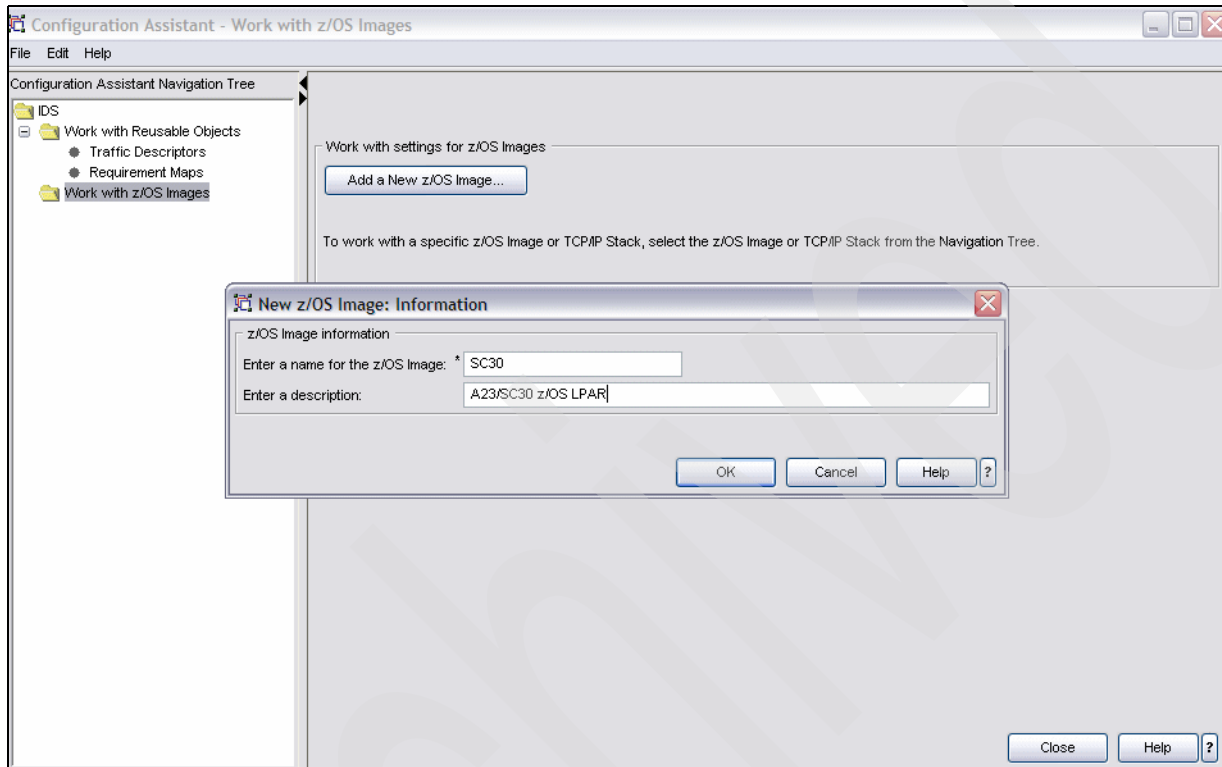 Configuration Assistant - Work with z/OS Images
File Edit Help
Configuration Assistant Navigation Tree
IDS
Work with Reusable Objects
Traffic Descriptors
Requirement Maps
Work with z/OS Images
Work with settings for z/OS Images
Add a New z/OS Image...
To work with a specific z/OS Image or TCP/IP Stack, select the z/OS Image or TCP/IP Stack from the Navigation Tree.
New z/OS Image: Information
z/OS Image information
Enter a name for the z/OS Image: * SC30
Enter a description: A23/SC30 z/OS LPAR
OK Cancel Help ?
Close Help ?